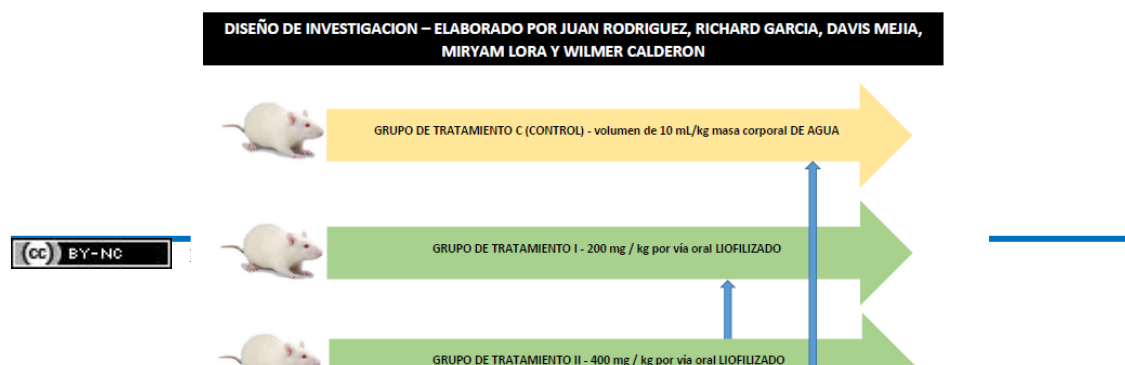 DISEÑO DE INVESTIGACION – ELABORADO POR JUAN RODRIGUEZ, RICHARD GARCIA, DAVIS MEJIA,
MIRYAM LORA Y WILMER CALDERON
GRUPO DE TRATAMIENTO C (CONTROL) - volumen de 10 mL/kg masa corporal DE AGUA
GRUPO DE TRATAMIENTO I - 200 mg / kg por vía oral LIOFILIZADO
(cc) BY-NC
GRUPO DE TRATAMIENTO II - 400 mg / kg por vía oral LIOFILIZADO